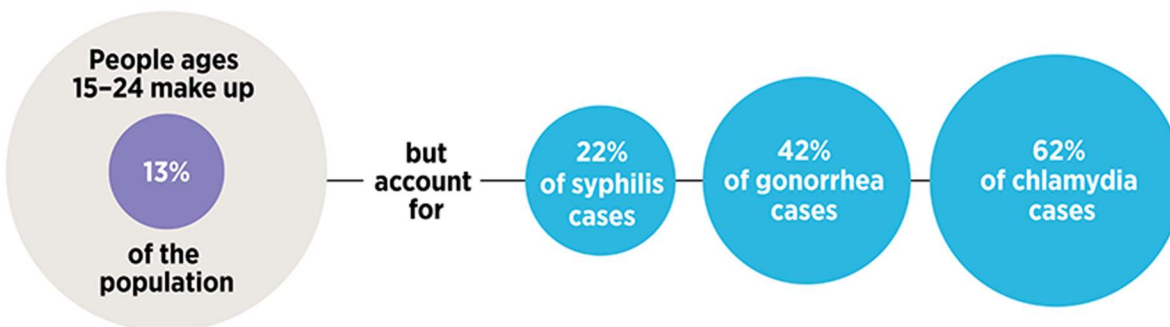 People ages
15–24 make up
13%
of the
population
but
account
for
22%
of syphilis
cases
42%
of gonorrhea
cases
62%
of chlamydia
cases